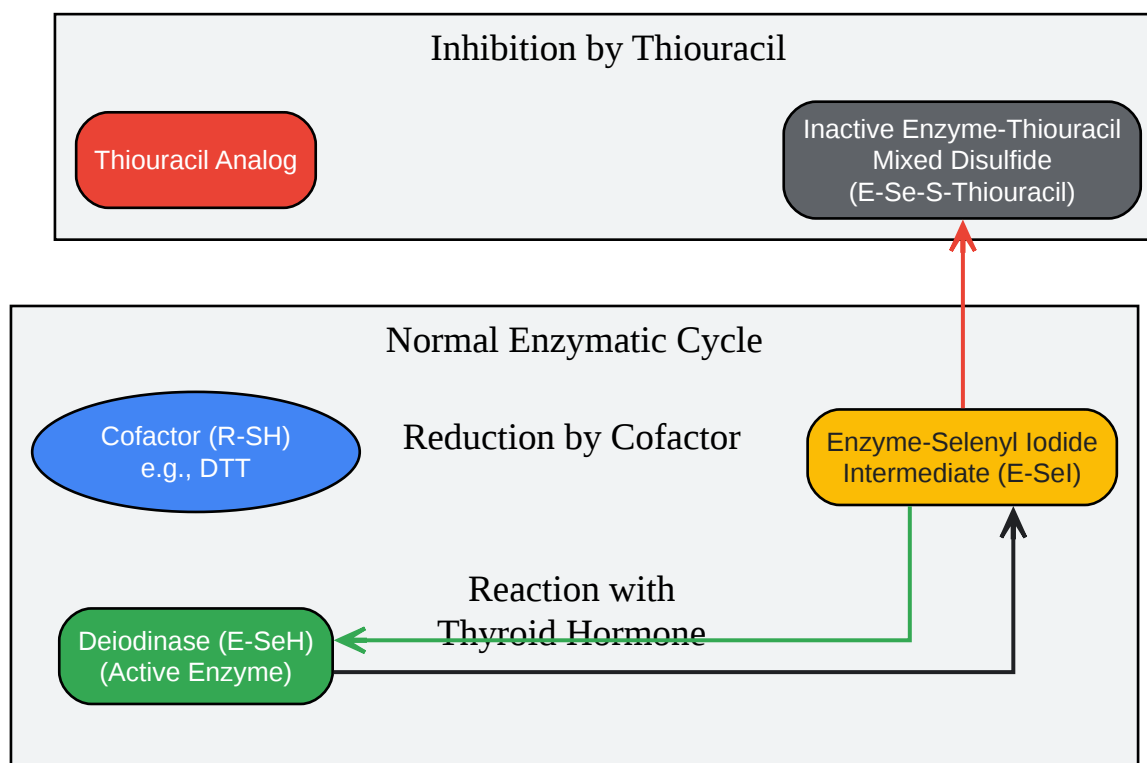 Inhibition by Thiouracil
Thiouracil Analog
Inactive Enzyme-Thiouracil
Mixed Disulfide
(E-Se-S-Thiouracil)
Normal Enzymatic Cycle
Cofactor (R-SH)
e.g., DTT
Reduction by Cofactor
Enzyme-Selenyl Iodide
Intermediate (E-SeI)
Reaction with
Thyroid Hormone
Deiodinase (E-SeH)
(Active Enzyme)